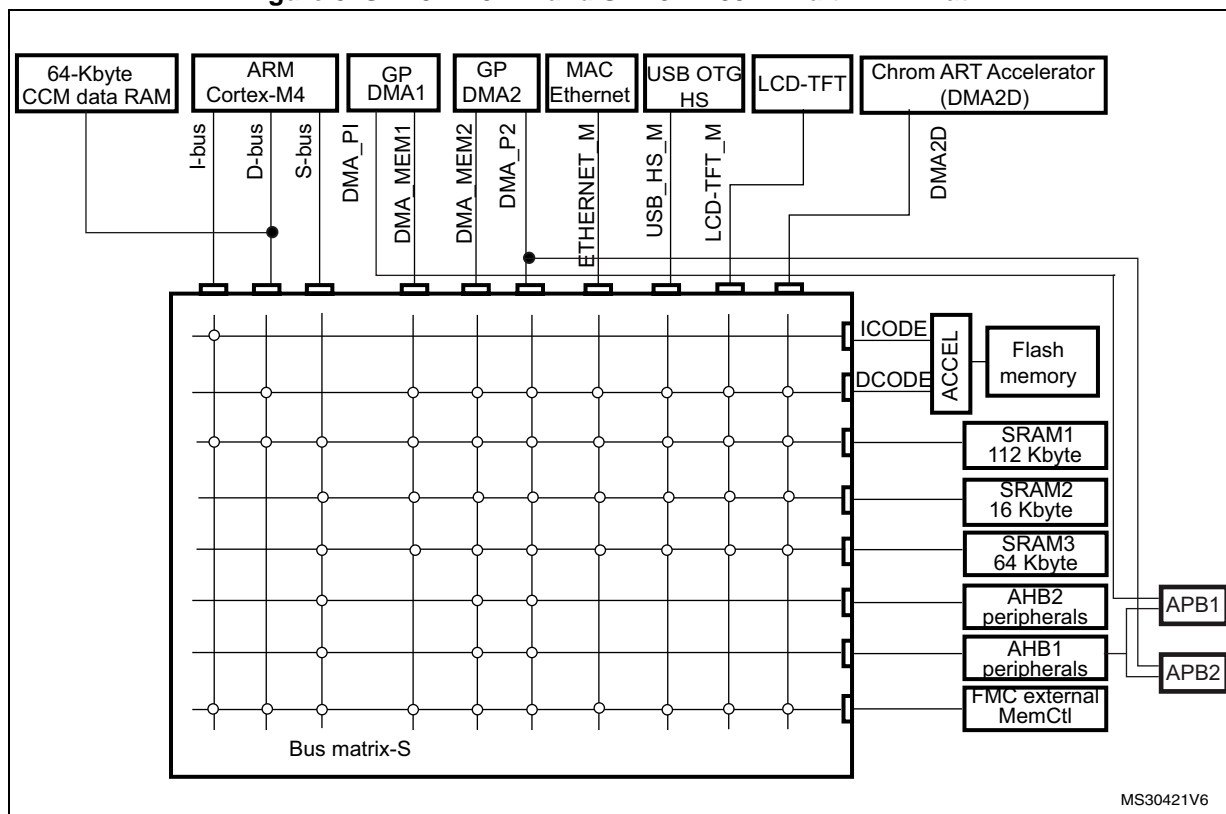 64-Kbyte
CCM data RAM
ARM
Cortex-M4
GP
DMA1
GP
DMA2
MAC
Ethernet
USB OTG
HS
LCD-TFT
Chrom ART Accelerator
(DMA2D)
I-bus
D-bus
S-bus
DMA_PI
DMA_MEM1
DMA_MEM2
DMA_P2
ETHERNET_M
USB_HS_M
LCD-TFT_M
DMA2D
ICODE
DCODE
ACCEL
Flash
memory
SRAM1
112 Kbyte
SRAM2
16 Kbyte
SRAM3
64 Kbyte
AHB2
peripherals
AHB1
peripherals
FMC external
MemCtl
APB1
APB2
Bus matrix-S
MS30421V6